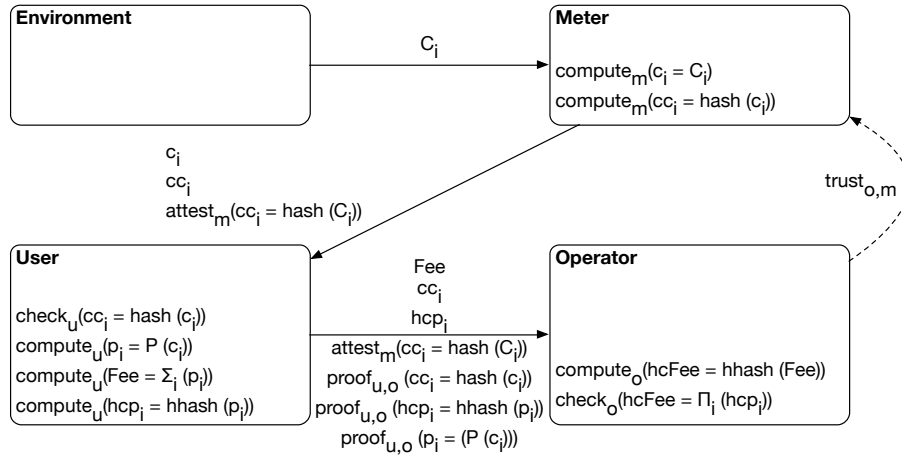 Environment
C_i
Meter
compute_m(c_i = C_i)
compute_m(cc_i = hash (c_i))
c_i
cc_i
attest_m(cc_i = hash (C_i))
trust_o,m
User
check_u(cc_i = hash (c_i))
compute_u(p_i = P (c_i))
compute_u(Fee = Σ_i (p_i))
compute_u(hcp_i = hhash (p_i))
Fee
cc_i
hcp_i
attest_m(cc_i = hash (C_i))
proof_u,o (cc_i = hash (c_i))
proof_u,o (hcp_i = hhash (p_i))
proof_u,o (p_i = (P (c_i)))
Operator
compute_o(hcFee = hhash (Fee))
check_o(hcFee = Π_i (hcp_i))